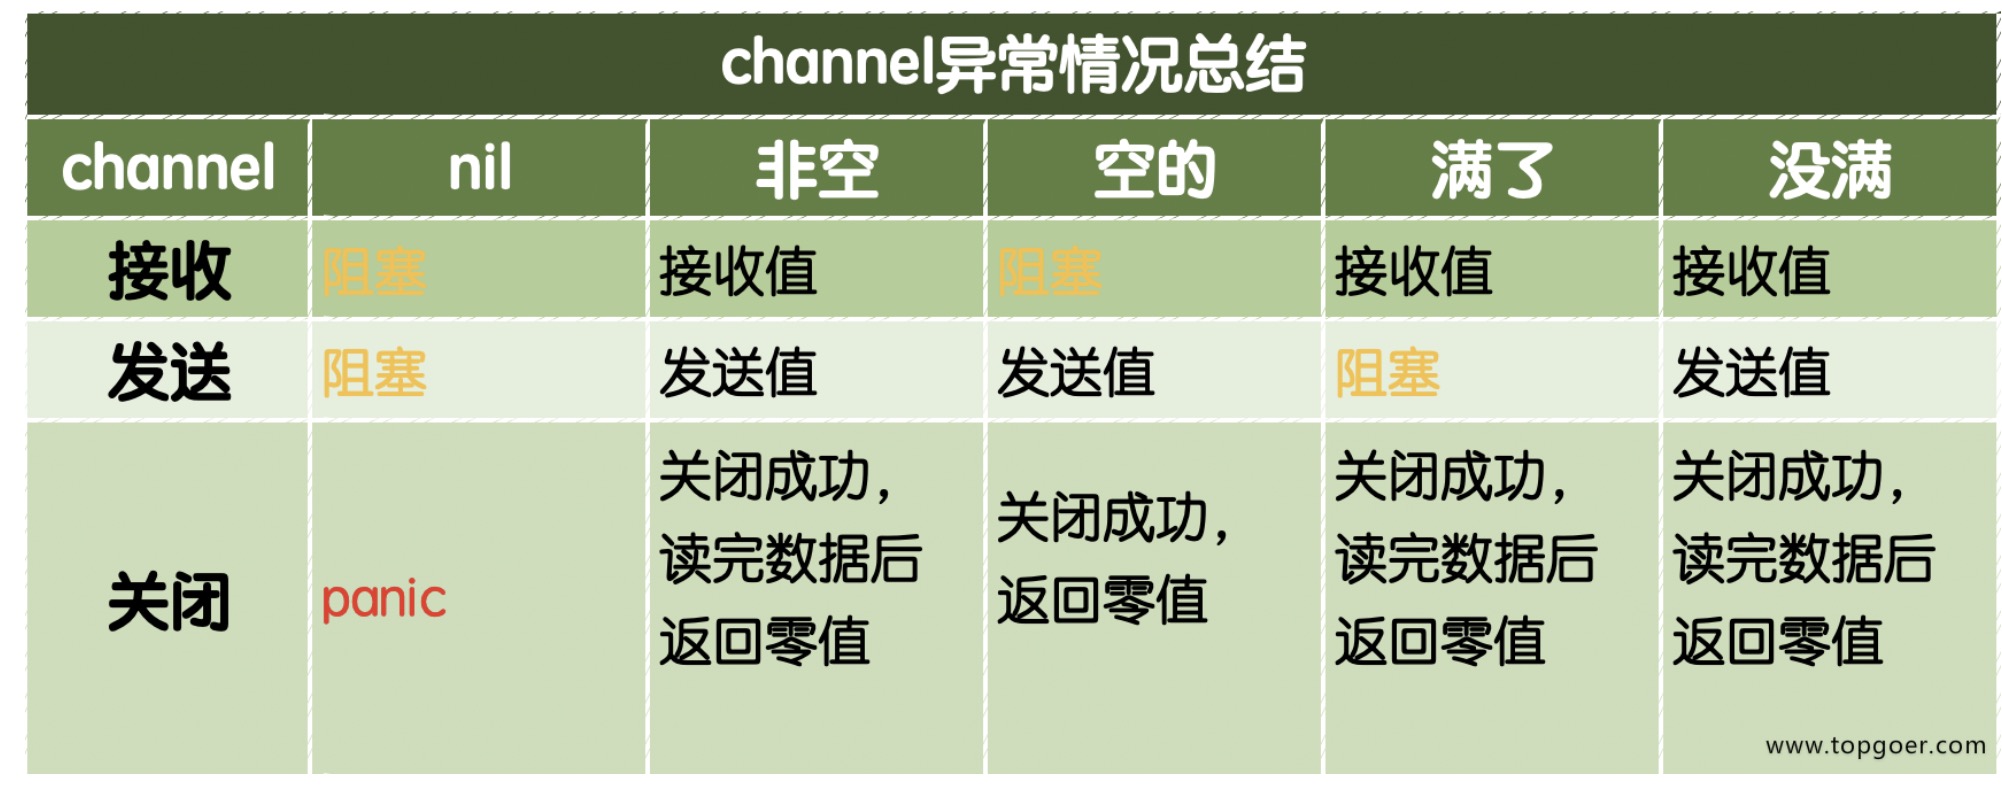 channel异常情况总结
channel nil 非空 空的 满了 没满
接收 阻塞 接收值 阻塞 接收值 接收值
发送 阻塞 发送值 发送值 阻塞 发送值
关闭 panic
关闭成功，
读完数据后
返回零值
关闭成功，
返回零值
关闭成功，
读完数据后
返回零值
关闭成功，
读完数据后
返回零值
www.topgoer.com